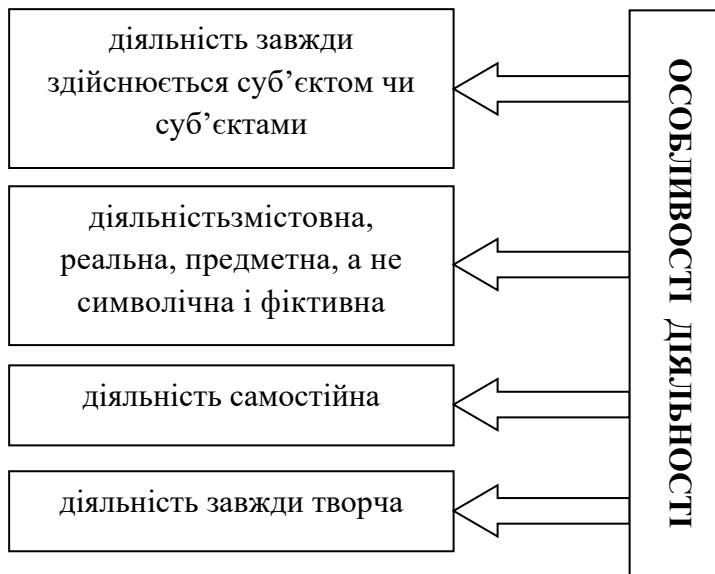 діяльність завжди
здійснюється суб’єктом чи
суб’єктами
діяльністьзмістовна,
реальна, предметна, а не
символічна і фіктивна
діяльність самостійна
діяльність завжди творча
ОСОБЛИВОСТІ ДІЯЛЬНОСТІ